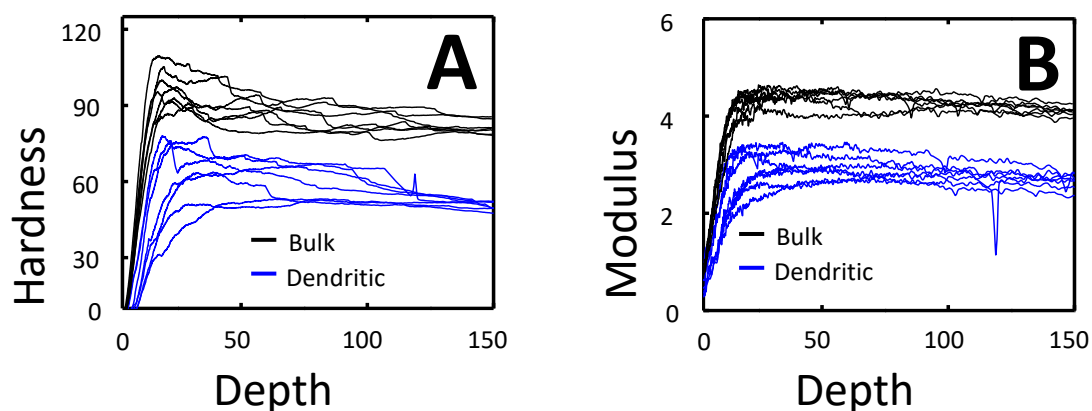 A
Hardness
120
90
60
30
0
Bulk
Dendritic
0 50 100 150
Depth
B
Modulus
6
4
2
0
Bulk
Dendritic
0 50 100 150
Depth